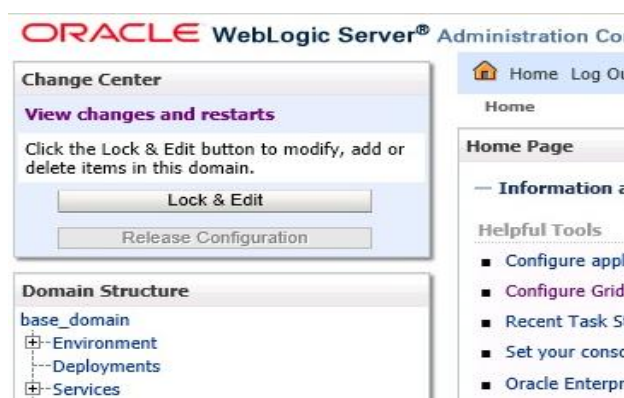 ORACLE WebLogic Server® Administration Co
Change Center
View changes and restarts
Click the Lock & Edit button to modify, add or
delete items in this domain.
Lock & Edit
Release Configuration
Domain Structure
base_domain
Environment
Deployments
Services
Home Log Ou
Home
Home Page
Information a
Helpful Tools
Configure appl
Configure Grid
Recent Task St
Set your conso
Oracle Enterpr